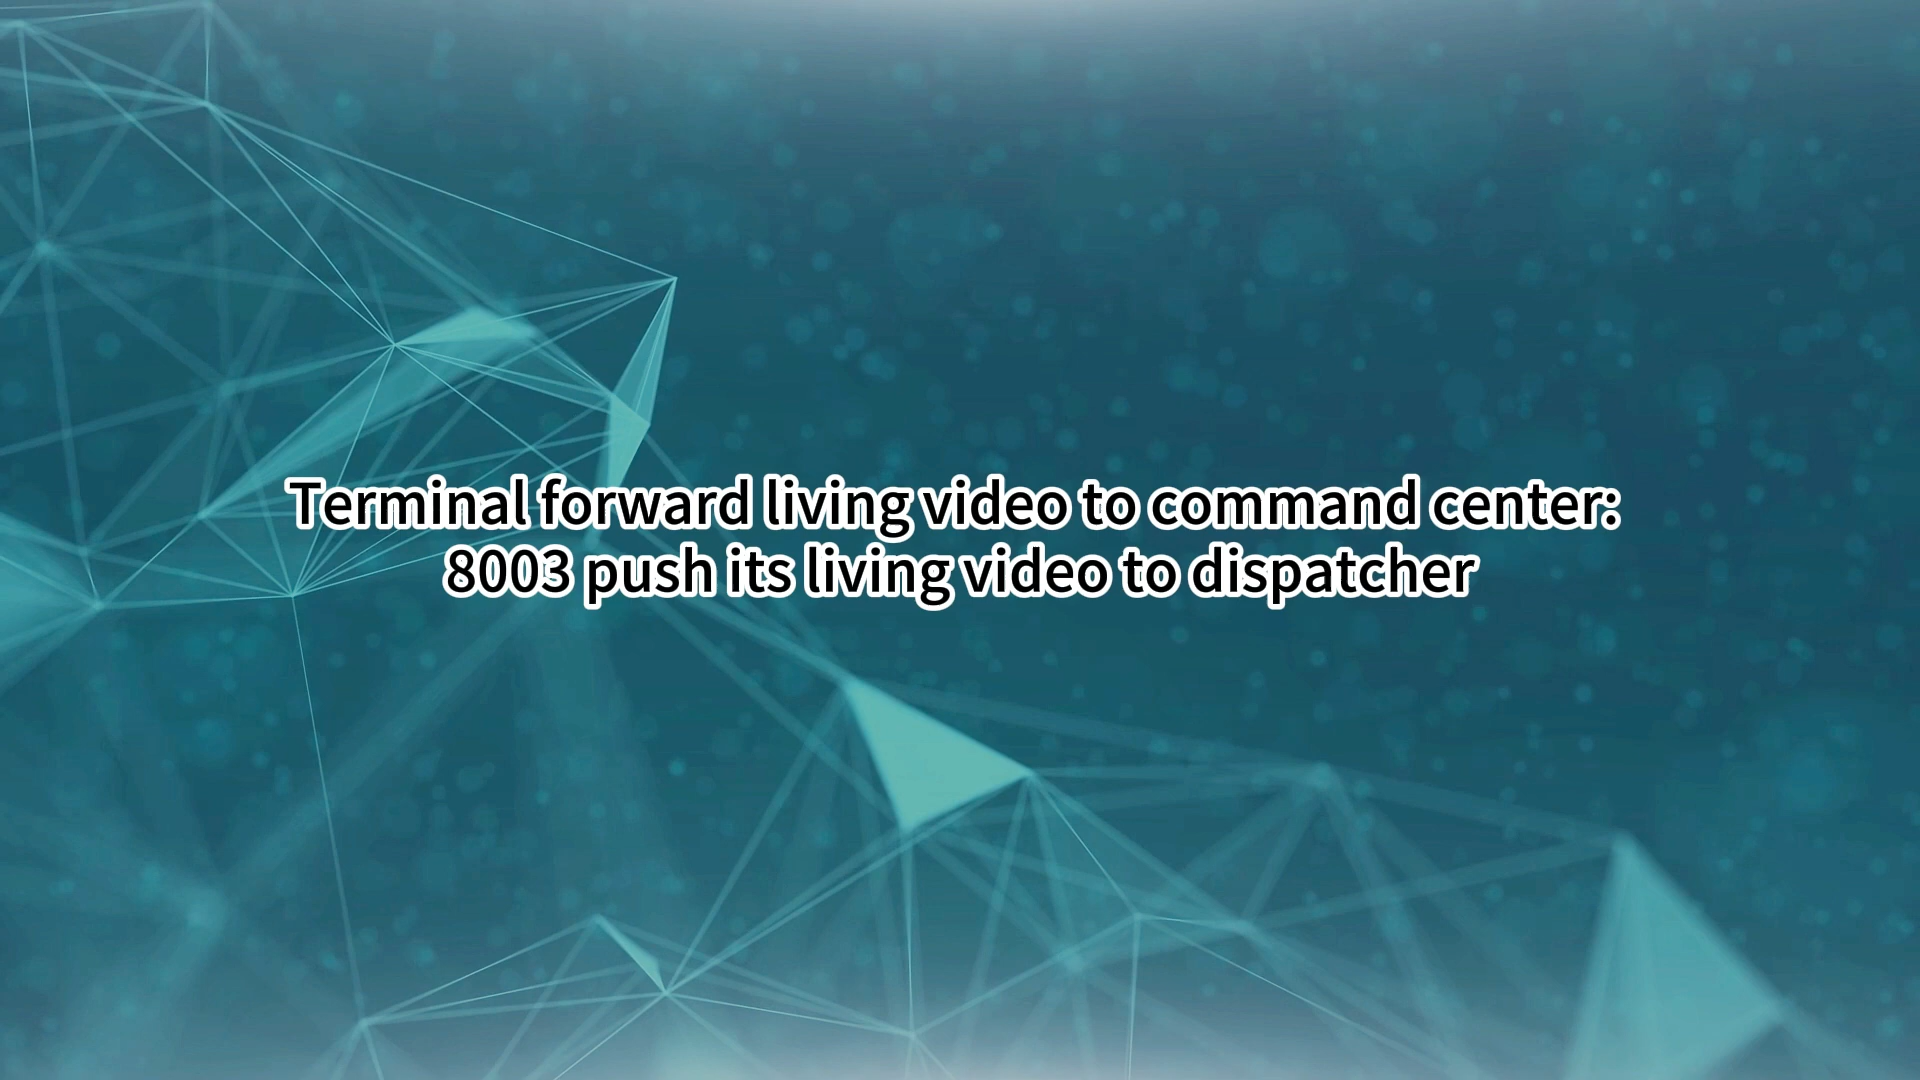 Terminal forward living video to command center:
8003 push its living video to dispatcher